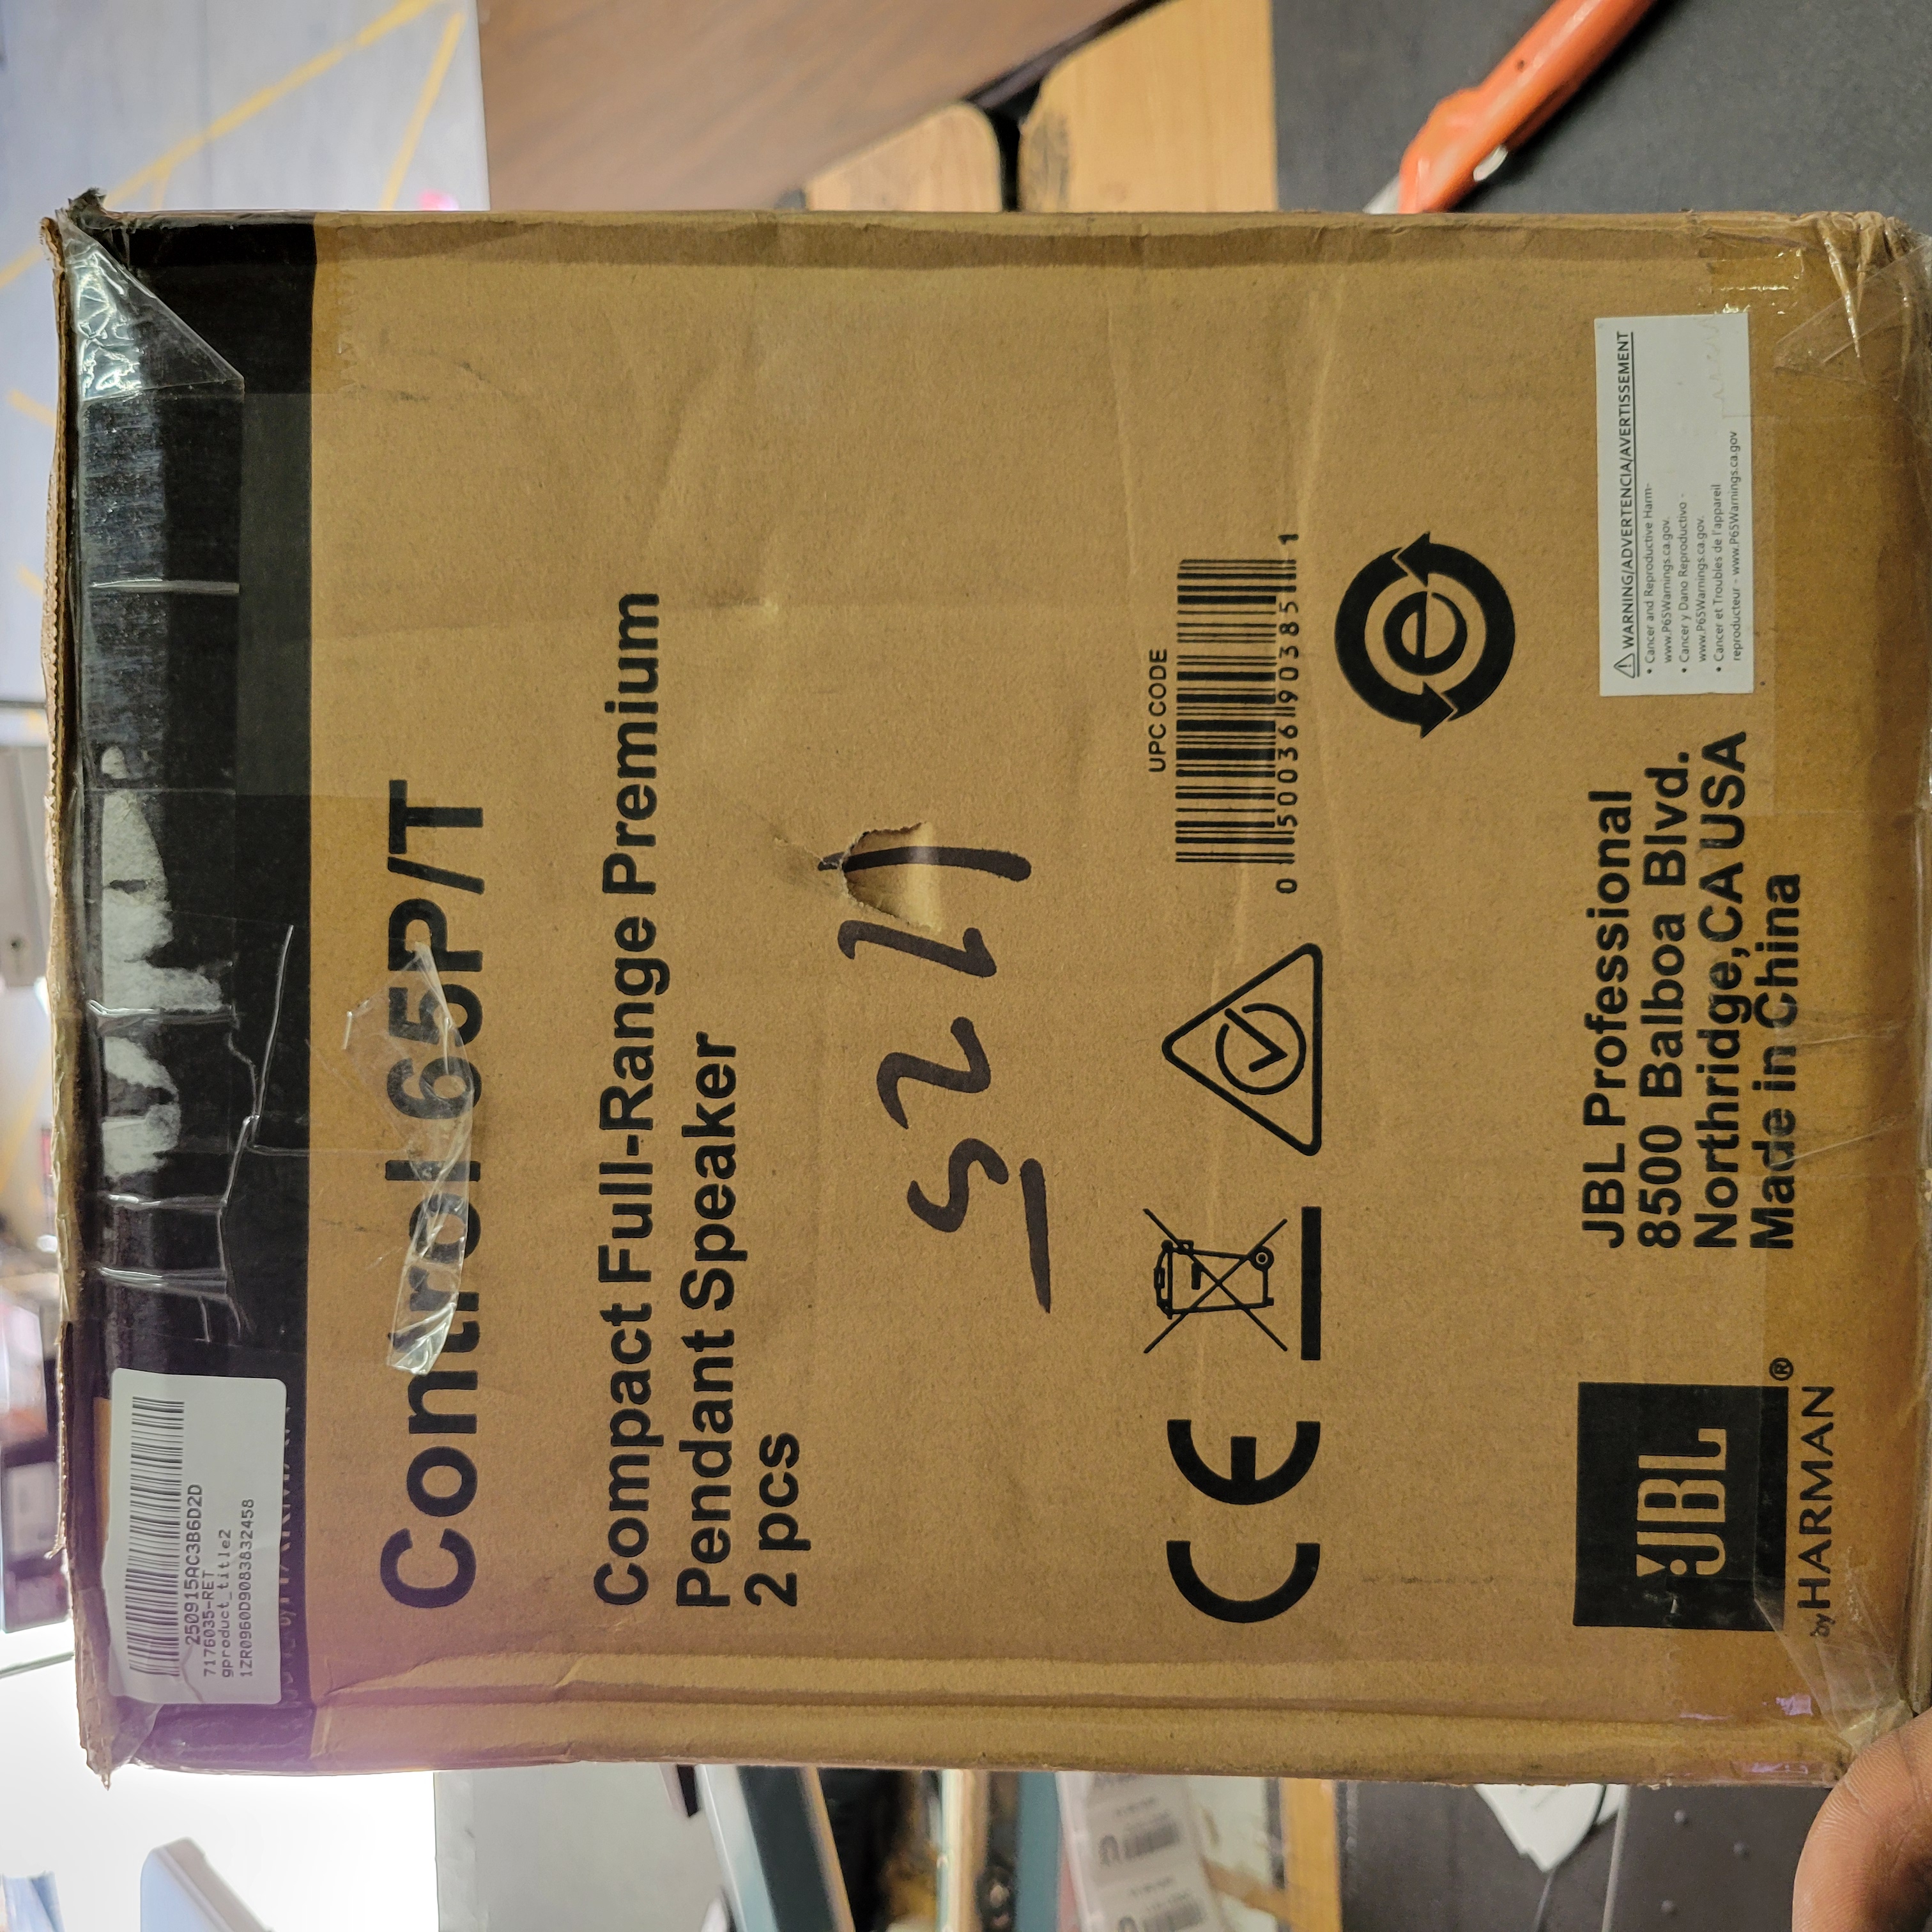 250915AC3B6D2D
7176035-RET
gproduct_title2
1ZR0960D9083832458
Control 65P/T
Compact Full-Range Premium
Pendant Speaker
2 pcs
CE
UPC CODE
0 50036 90385 1
e
JBL
®
by HARMAN
JBL Professional
8500 Balboa Blvd.
Northridge, CA USA
Made in China
WARNING/ADVERTENCIA/AVERTISSEMENT
• Cancer and Reproductive Harm-
www.P65Warnings.ca.gov.
• Cancer y Dano Reproductivo -
www.P65Warnings.ca.gov.
• Cancer et Troubles de l'appareil
reproducteur - www.P65Warnings.ca.gov